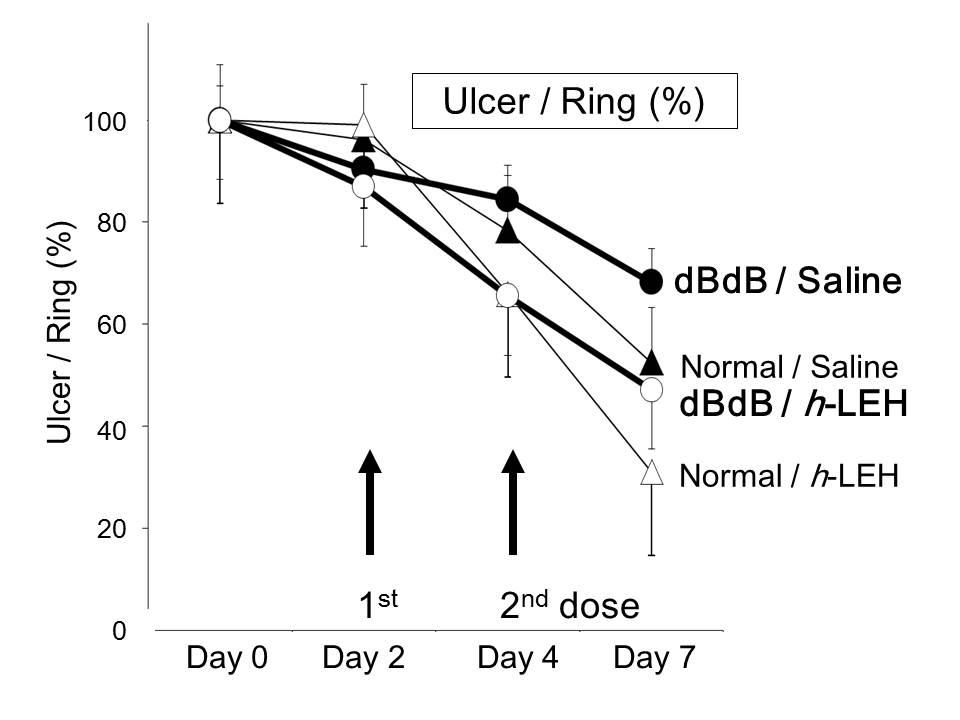 Ulcer / Ring (%)
Ulcer / Ring (%)
100
80
60
40
20
0
dBdB / Saline
Normal / Saline
dBdB / h-LEH
Normal / h-LEH
1st
2nd dose
Day 0
Day 2
Day 4
Day 7